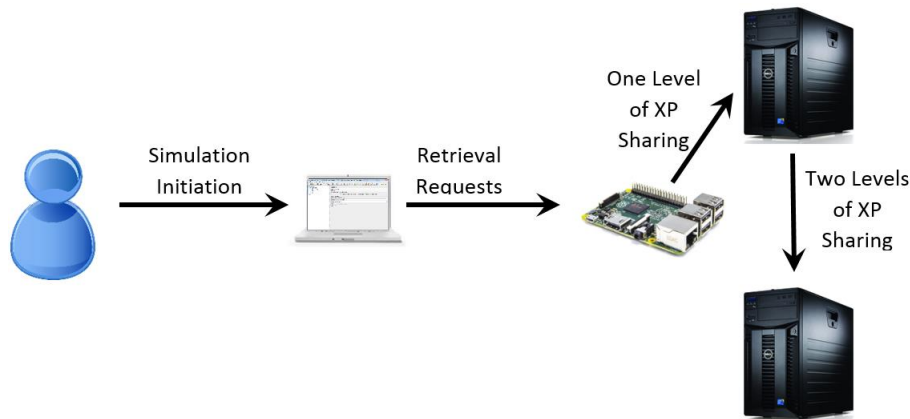 Simulation
Initiation
Retrieval
Requests
One Level
of XP
Sharing
Two Levels
of XP
Sharing